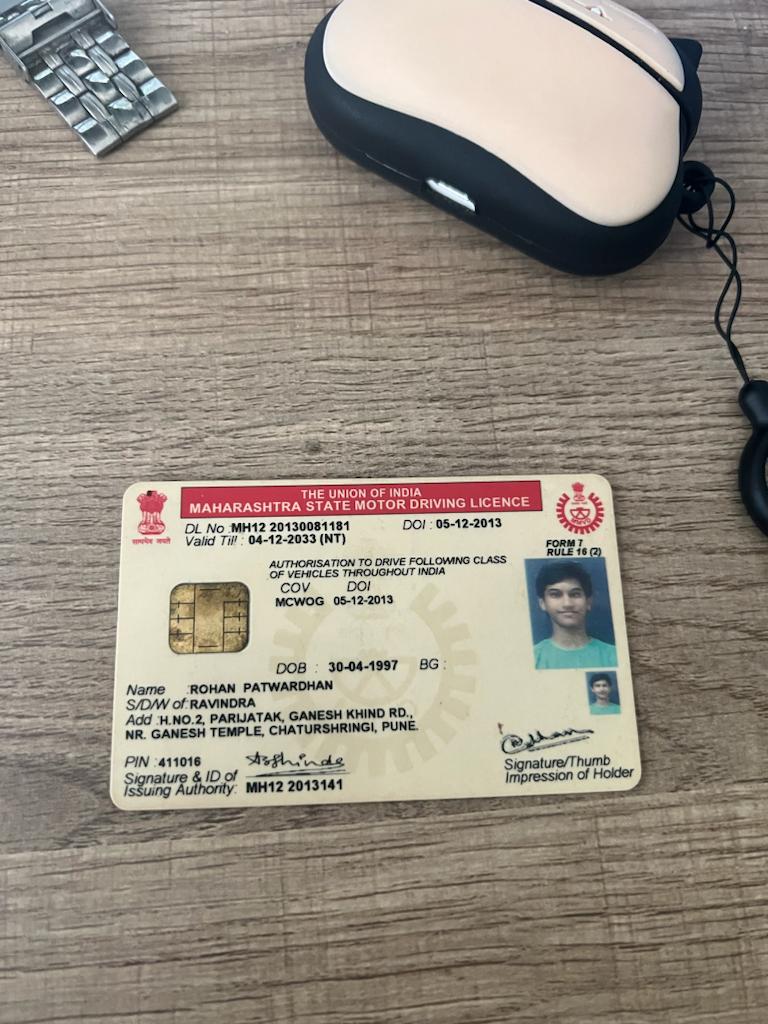 THE UNION OF INDIA
MAHARASHTRA STATE MOTOR DRIVING LICENCE
सत्यमेव जयते
DL No :MH12 20130081181 DOI : 05-12-2013
Valid Till : 04-12-2033 (NT)
FORM 7
RULE 16 (2)
AUTHORISATION TO DRIVE FOLLOWING CLASS
OF VEHICLES THROUGHOUT INDIA
COV DOI
MCWOG 05-12-2013
DOB : 30-04-1997 BG :
Name :ROHAN PATWARDHAN
S/D/W of:RAVINDRA
Add :H.NO.2, PARIJATAK, GANESH KHIND RD.,
NR. GANESH TEMPLE, CHATURSHRINGI, PUNE.
PIN :411016
Signature & ID of
Issuing Authority: MH12 2013141
Signature/Thumb
Impression of Holder